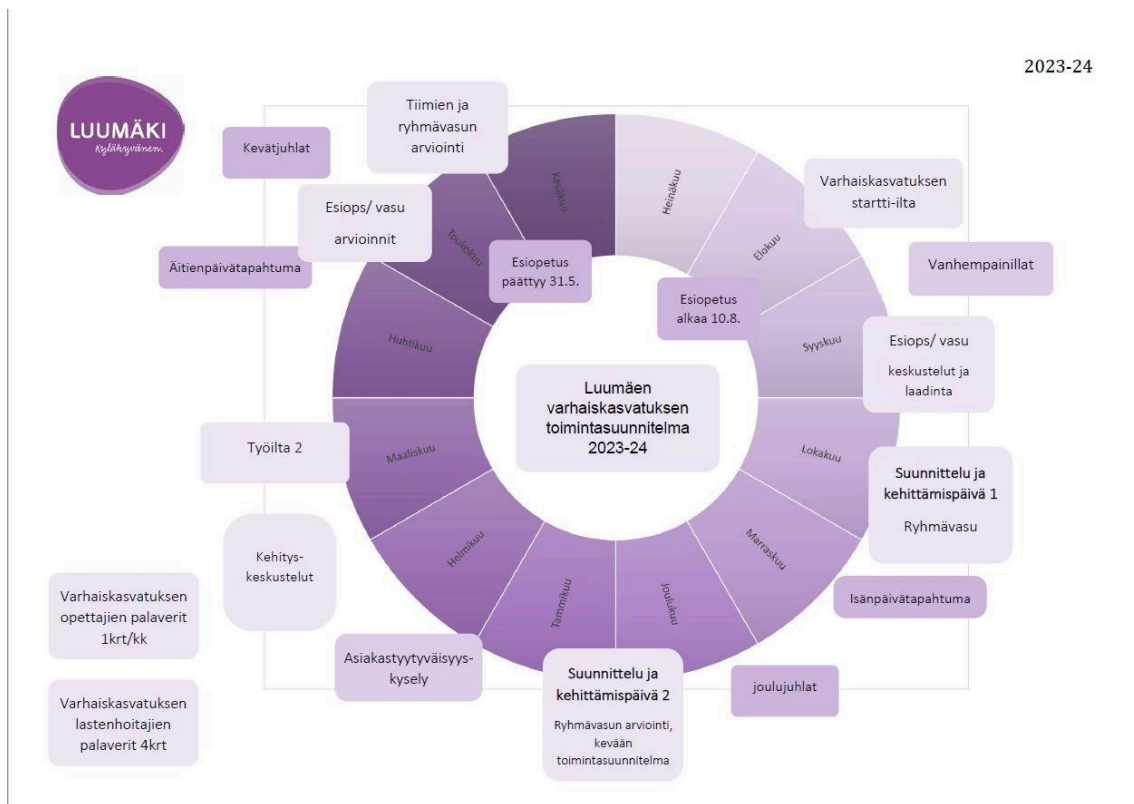 2023-24
LUUMÄKI
Kylähyvänen.
Tiimien ja
ryhmävasun
arviointi
Kevätjuhlat
Esiops/ vasu
arvioinnit
Äitienpäivätapahtuma
Kesäkuu
Heinäkuu
Toukokuu
Elokuu
Varhaiskasvatuksen
startti-ilta
Vanhempainillat
Esiopetus
päättyy 31.5.
Esiopetus
alkaa 10.8.
Huhtikuu
Syyskuu
Esiops/ vasu
keskustelut ja
laadinta
Luumäen
varhaiskasvatuksen
toimintasuunnitelma
2023-24
Työilta 2
Maaliskuu
Lokakuu
Suunnittelu ja
kehittämispäivä 1
Ryhmävasu
Kehitys-
keskustelut
Helmikuu
Marraskuu
Tammikuu
Joulukuu
Isänpäivätapahtuma
Varhaiskasvatuksen
opettajien palaverit
1krt/kk
Asiakastyytyväisyys-
kysely
Suunnittelu ja
kehittämispäivä 2
Ryhmävasun arviointi,
kevään
toimintasuunnitelma
joulujuhlat
Varhaiskasvatuksen
lastenhoitajien
palaverit 4krt